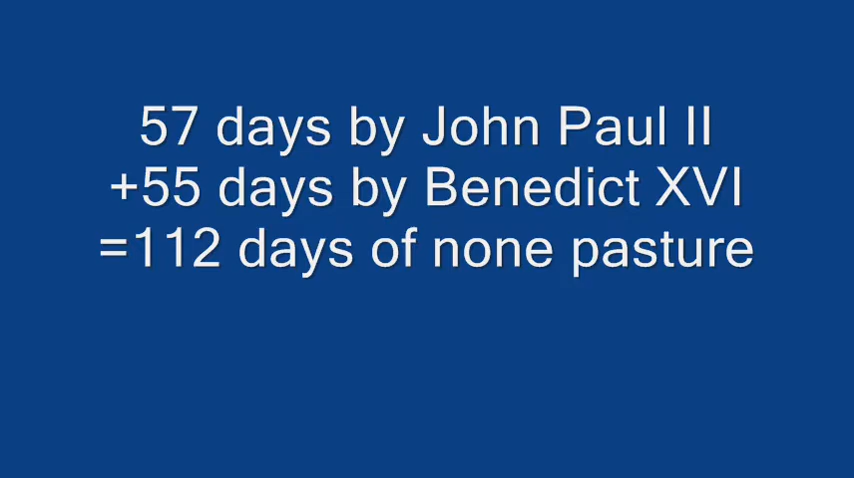 57 days by John Paul II
+55 days by Benedict XVI
=112 days of none pasture